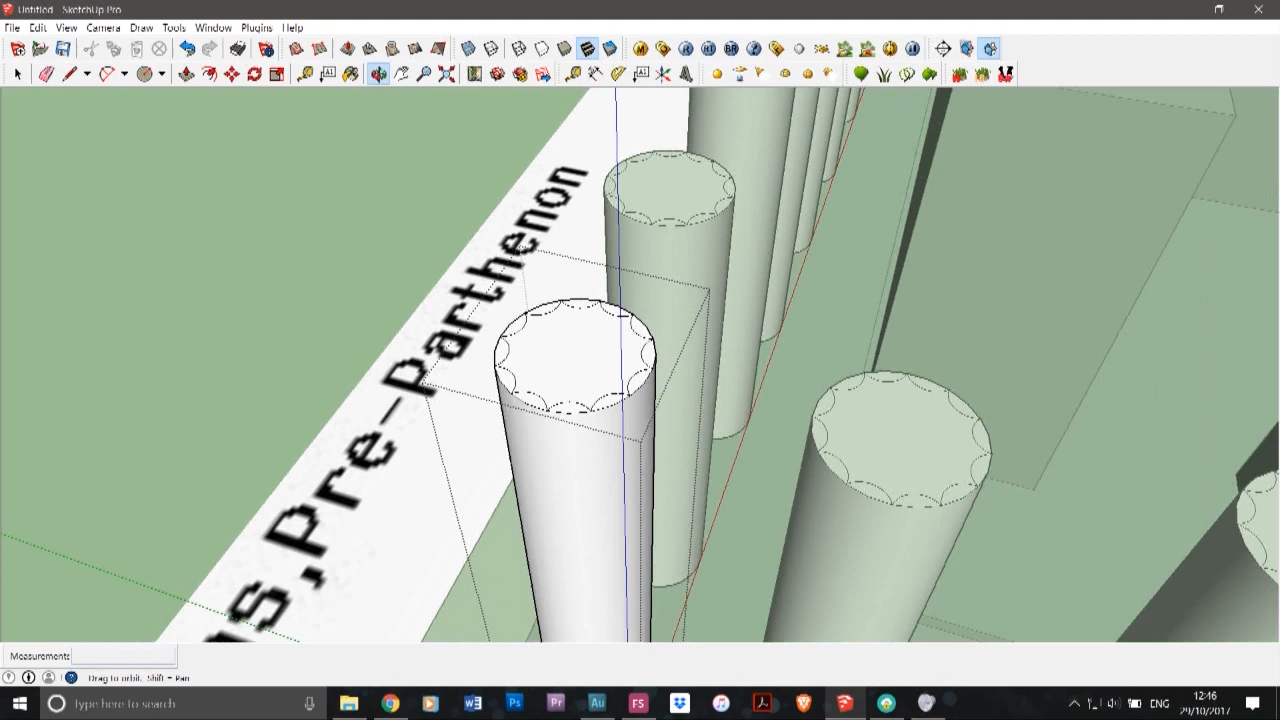 Untitled - SketchUp Pro
File Edit View Camera Draw Tools Window Plugins Help
Pre-Parthenon
Measurements
Drag to orbit. Shift = Pan
Type here to search
ENG
12:46
29/10/2017